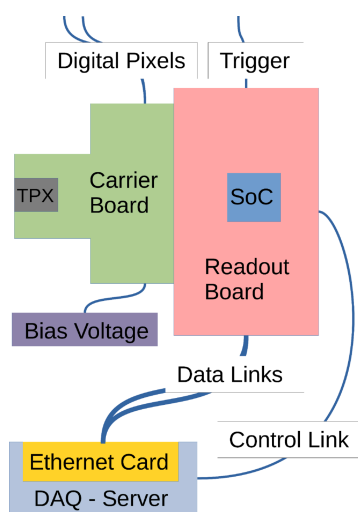 Digital Pixels
Trigger
TPX
Carrier
Board
SoC
Readout
Board
Bias Voltage
Data Links
Control Link
Ethernet Card
DAQ - Server